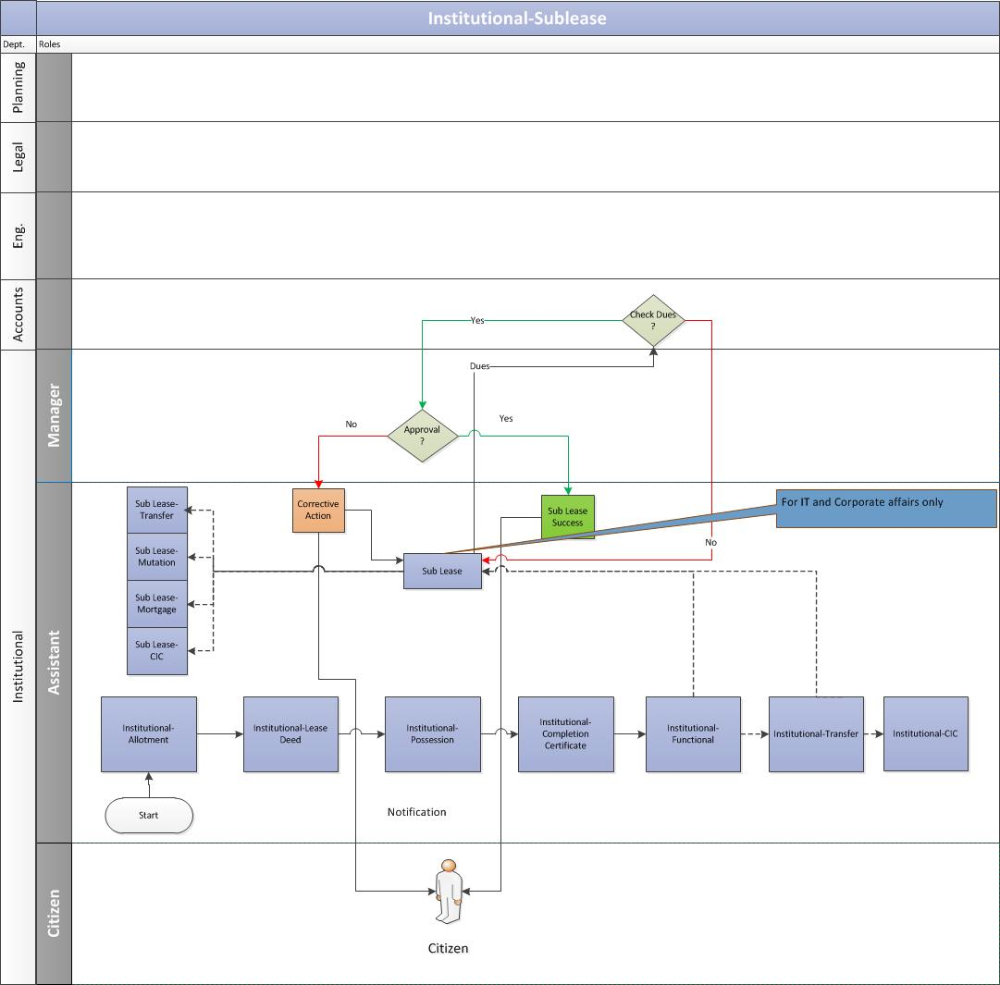 Institutional-Sublease
Dept.
Roles
Planning
Legal
Eng.
Accounts
Institutional
Manager
Assistant
Citizen
Check Dues
?
Yes
Dues
Approval
?
No
Yes
Corrective
Action
Sub Lease
Success
For IT and Corporate affairs only
No
Sub Lease
Sub Lease-
Transfer
Sub Lease-
Mutation
Sub Lease-
Mortgage
Sub Lease-
CIC
Institutional-
Allotment
Institutional-Lease
Deed
Institutional-
Possession
Institutional-
Completion
Certificate
Institutional-
Functional
Institutional-Transfer
Institutional-CIC
Start
Notification
Citizen